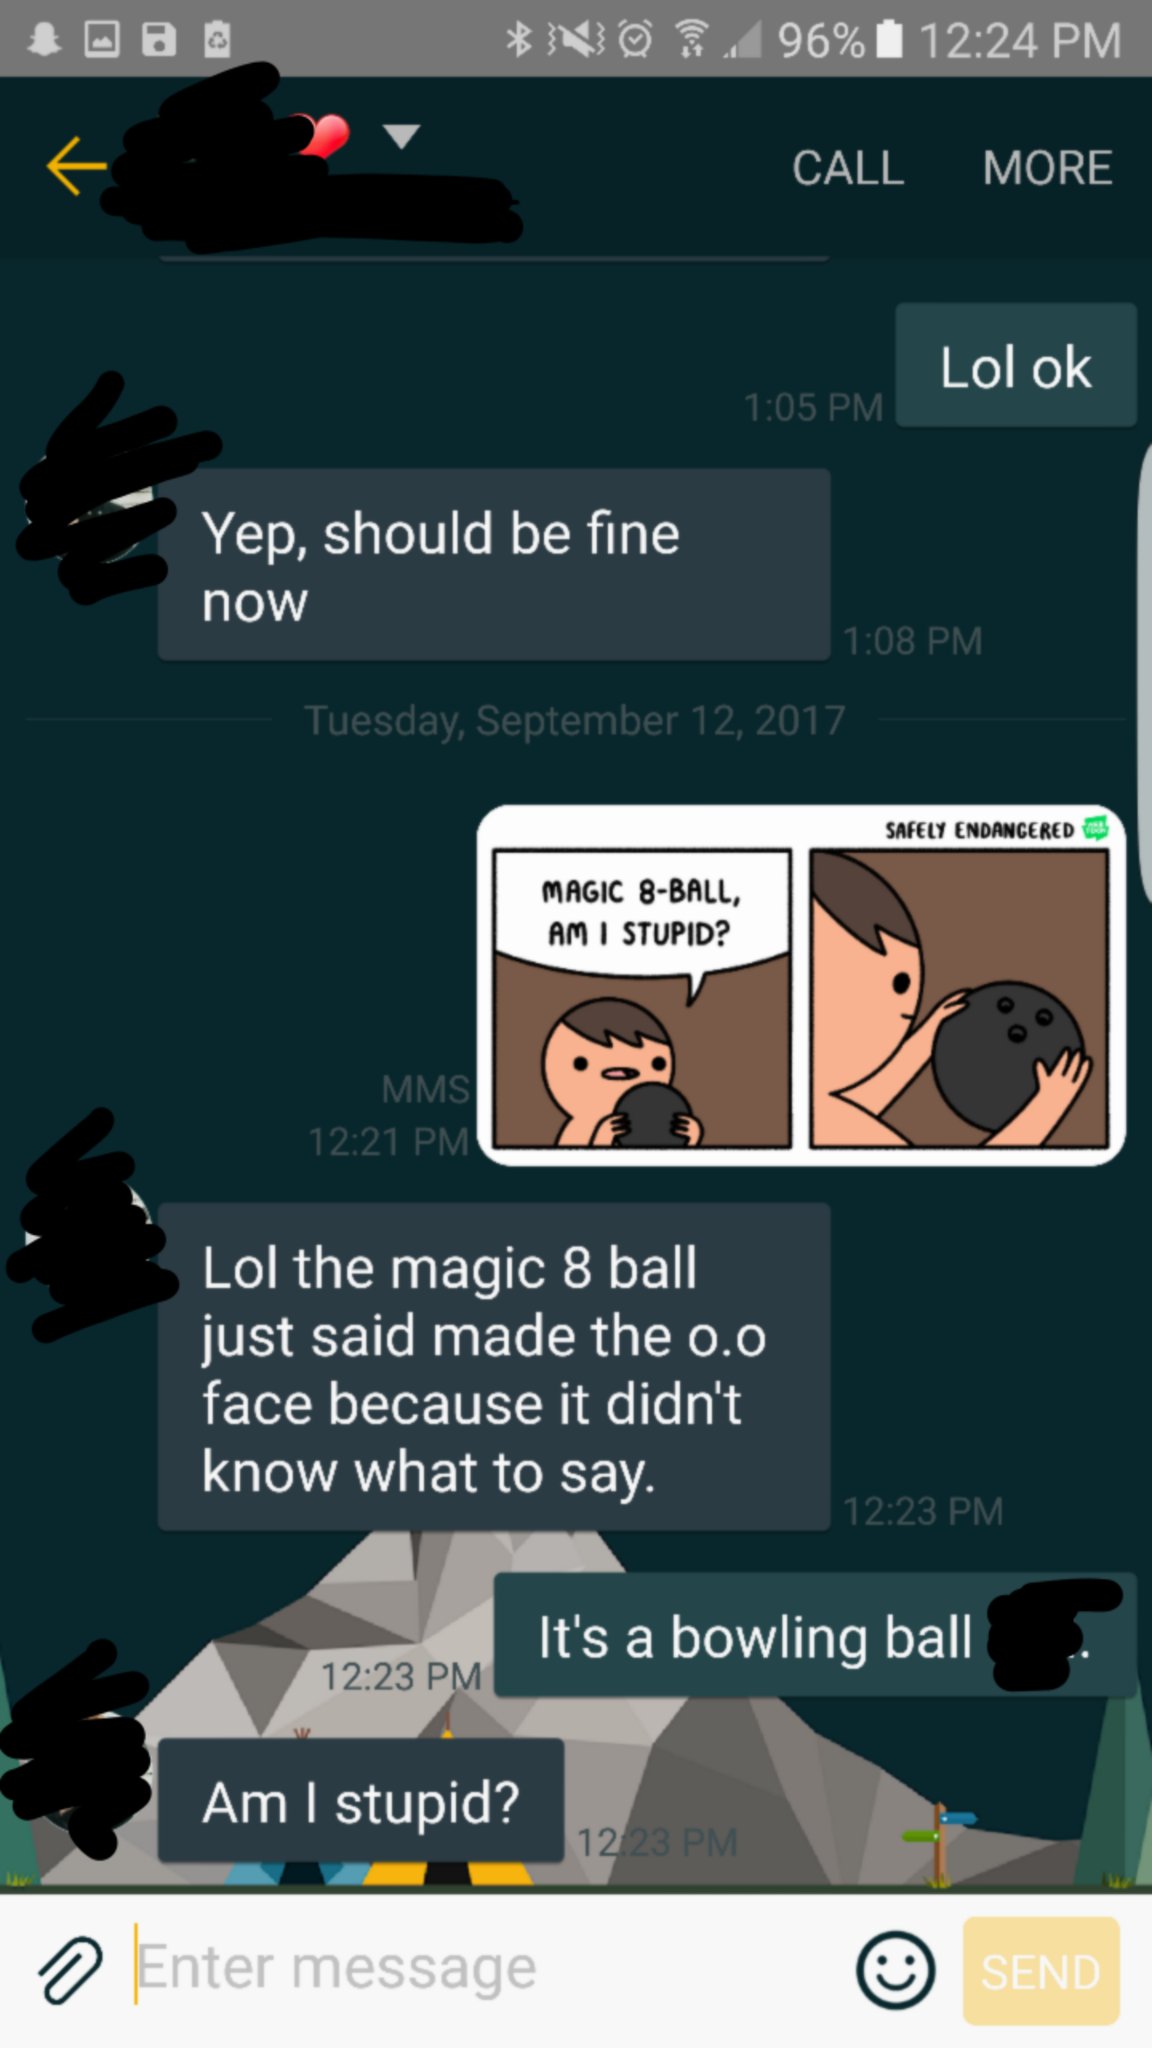 96% 12:24 PM
CALL MORE
Lol ok
1:05 PM
Yep, should be fine
now
1:08 PM
Tuesday, September 12, 2017
SAFELY ENDANGERED
MAGIC 8-BALL,
AM I STUPID?
MMS
12:21 PM
Lol the magic 8 ball
just said made the o.o
face because it didn't
know what to say.
12:23 PM
It's a bowling ball
12:23 PM
Am I stupid?
12:23 PM
Enter message
SEND